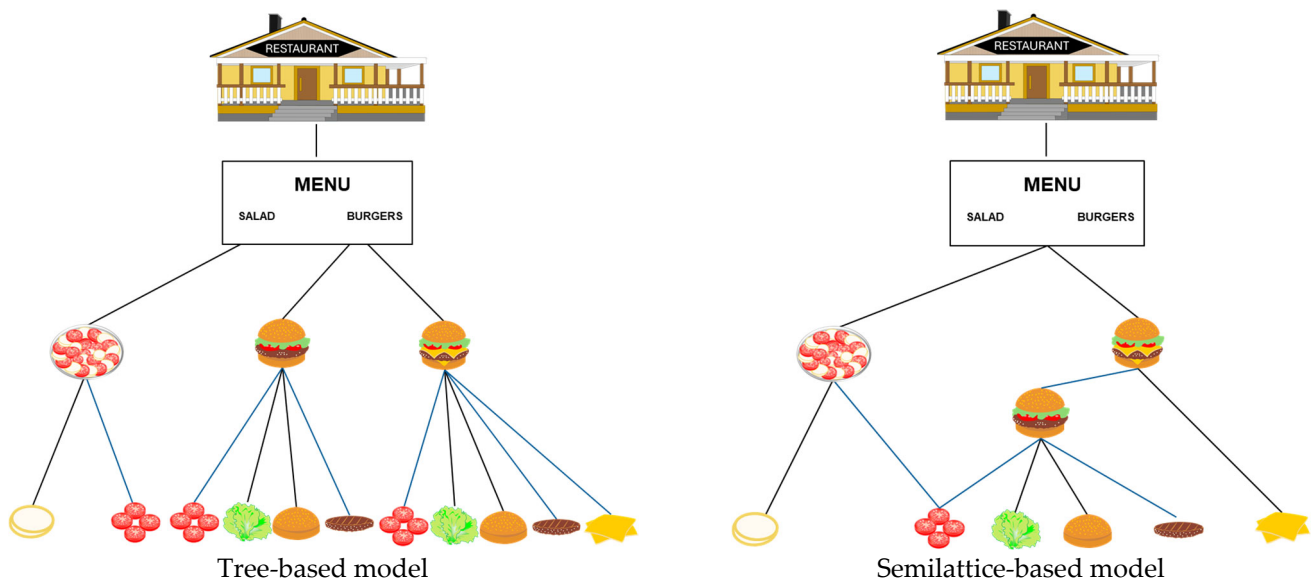 RESTAURANT
MENU
SALAD BURGERS
Tree-based model
RESTAURANT
MENU
SALAD BURGERS
Semilattice-based model